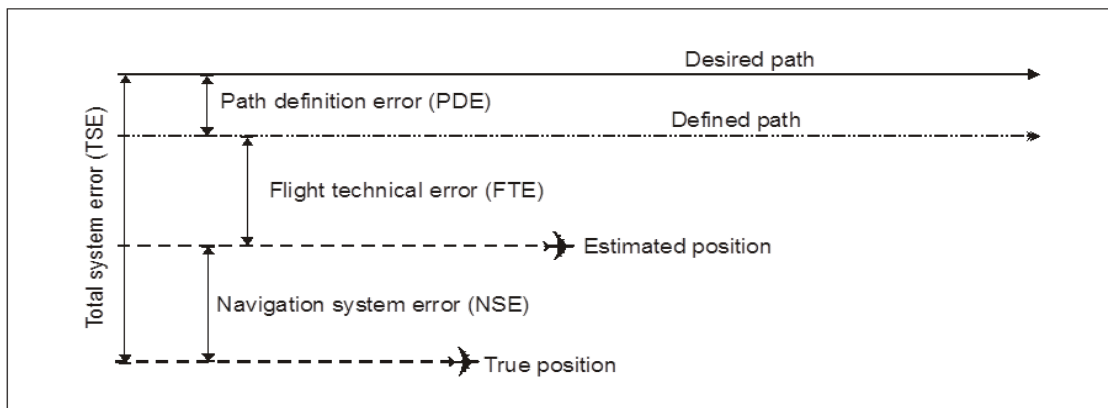 Desired path
Path definition error (PDE)
Defined path
Total system error (TSE)
Flight technical error (FTE)
Estimated position
Navigation system error (NSE)
True position